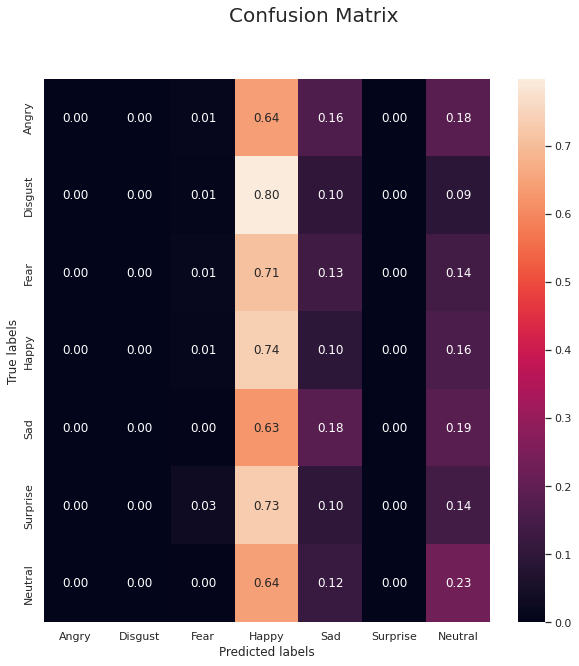 Confusion Matrix
True labels
Angry 0.00 0.00 0.01 0.64 0.16 0.00 0.18
Disgust 0.00 0.00 0.01 0.80 0.10 0.00 0.09
Fear 0.00 0.00 0.01 0.71 0.13 0.00 0.14
Happy 0.00 0.00 0.01 0.74 0.10 0.00 0.16
Sad 0.00 0.00 0.00 0.63 0.18 0.00 0.19
Surprise 0.00 0.00 0.03 0.73 0.10 0.00 0.14
Neutral 0.00 0.00 0.00 0.64 0.12 0.00 0.23
Angry Disgust Fear Happy Sad Surprise Neutral
Predicted labels
0.7
0.6
0.5
0.4
0.3
0.2
0.1
0.0